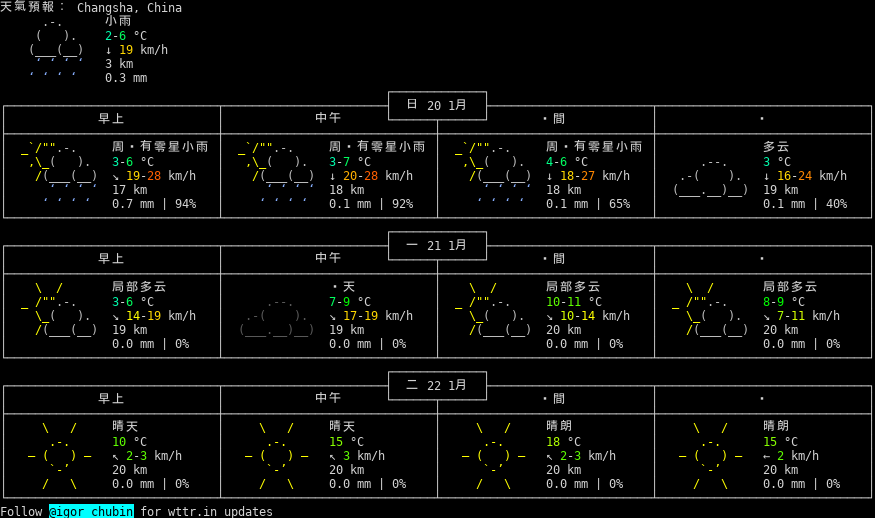 天氣預報： Changsha, China
小雨
2-6 °C
↓ 19 km/h
3 km
0.3 mm
日 20 1月
早上 中午 ・間 ・
周・有零星小雨 周・有零星小雨 周・有零星小雨 多云
3-6 °C 3-7 °C 4-6 °C 3 °C
↘ 19-28 km/h ↓ 20-28 km/h ↓ 18-27 km/h ↓ 16-24 km/h
17 km 18 km 18 km 19 km
0.7 mm | 94% 0.1 mm | 92% 0.1 mm | 65% 0.1 mm | 40%
一 21 1月
早上 中午 ・間 ・
局部多云 ・天 局部多云 局部多云
3-6 °C 7-9 °C 10-11 °C 8-9 °C
↘ 14-19 km/h ↘ 17-19 km/h ↘ 10-14 km/h ↘ 7-11 km/h
19 km 19 km 20 km 20 km
0.0 mm | 0% 0.0 mm | 0% 0.0 mm | 0% 0.0 mm | 0%
二 22 1月
早上 中午 ・間 ・
晴天 晴天 晴朗 晴朗
10 °C 15 °C 18 °C 15 °C
↖ 2-3 km/h ↖ 3 km/h ↖ 2-3 km/h ← 2 km/h
20 km 20 km 20 km 20 km
0.0 mm | 0% 0.0 mm | 0% 0.0 mm | 0% 0.0 mm | 0%
Follow @igor_chubin for wttr.in updates